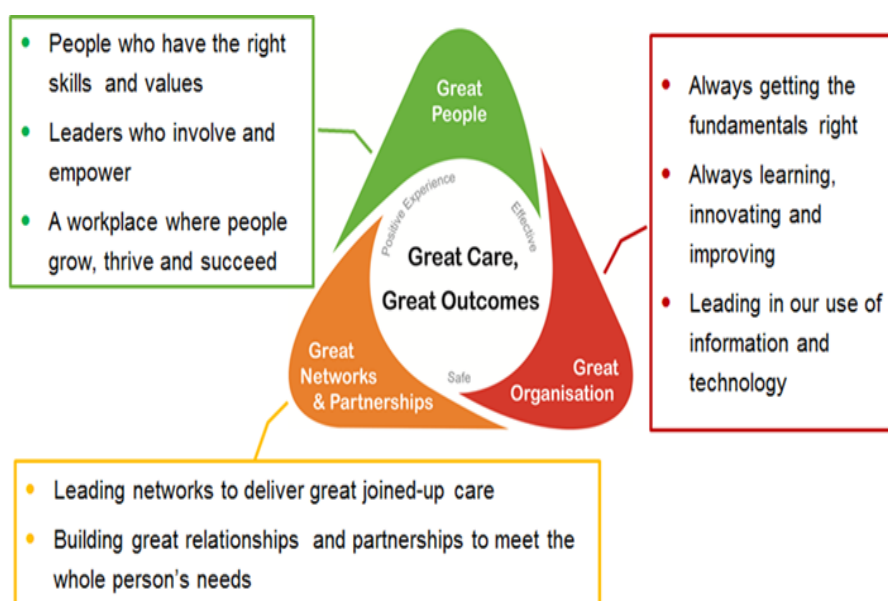 People who have the right
skills and values
Leaders who involve and
empower
A workplace where people
grow, thrive and succeed
Great
People
Positive Experience
Effective
Safe
Great Care,
Great Outcomes
Great
Networks
& Partnerships
Great
Organisation
Always getting the
fundamentals right
Always learning,
innovating and
improving
Leading in our use of
information and
technology
Leading networks to deliver great joined-up care
Building great relationships and partnerships to meet the
whole person's needs